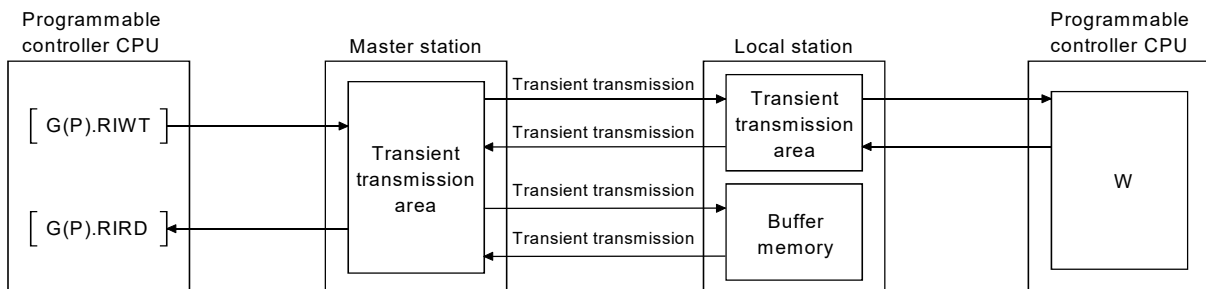 Programmable
controller CPU
Master station
Local station
Programmable
controller CPU
Transient transmission
Transient
transmission
area
[ G(P).RIWT ]
Transient transmission
Transient
transmission
area
W
Transient transmission
[ G(P).RIRD ]
Buffer
memory
Transient transmission